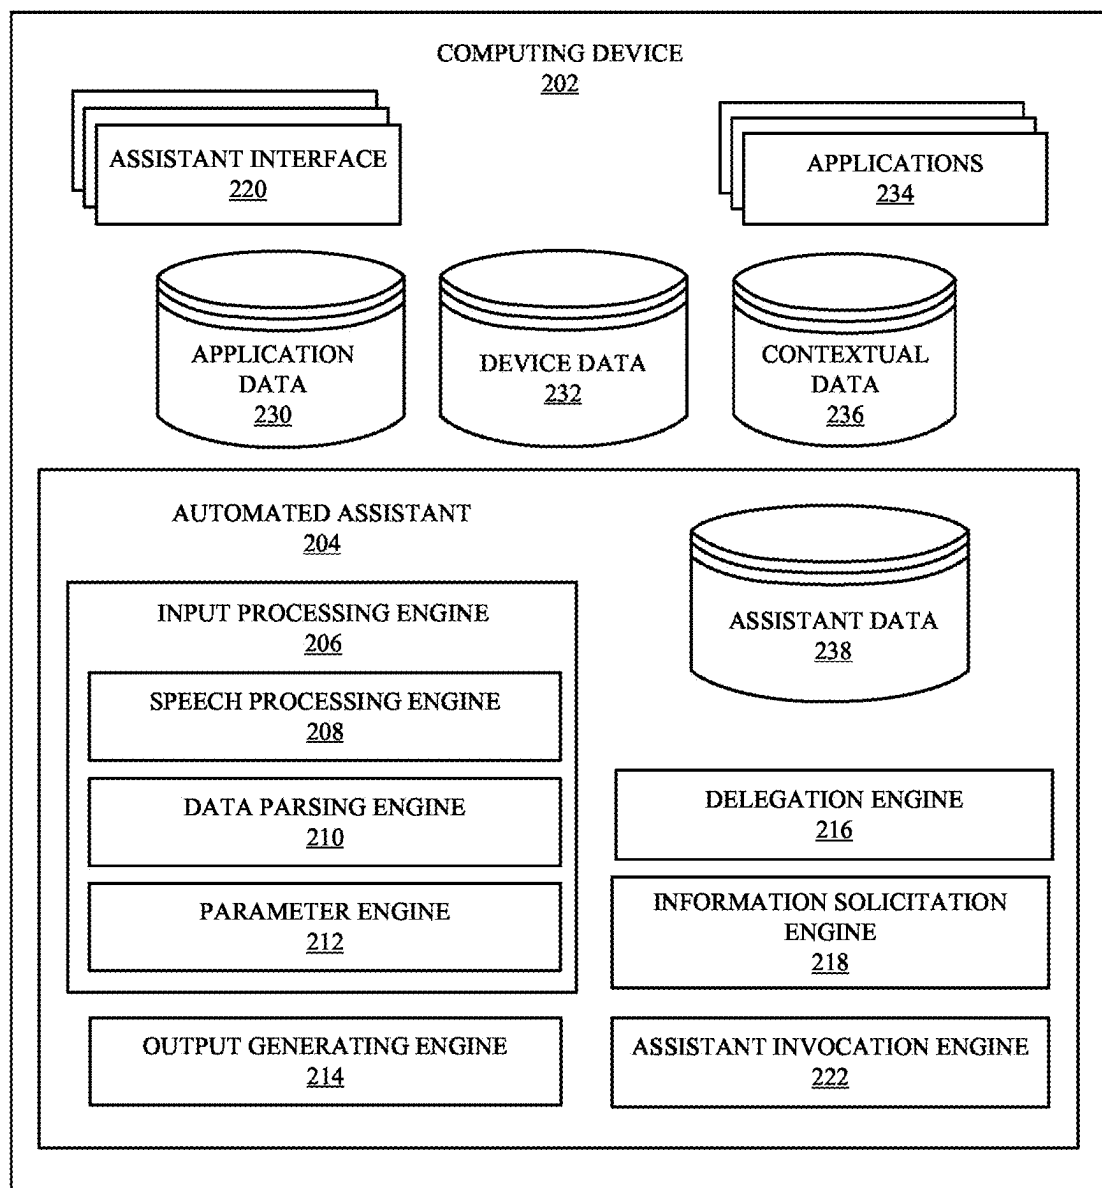 COMPUTING DEVICE
202
ASSISTANT INTERFACE
220
APPLICATIONS
234
APPLICATION
DATA
230
DEVICE DATA
232
CONTEXTUAL
DATA
236
AUTOMATED ASSISTANT
204
ASSISTANT DATA
238
INPUT PROCESSING ENGINE
206
SPEECH PROCESSING ENGINE
208
DATA PARSING ENGINE
210
PARAMETER ENGINE
212
OUTPUT GENERATING ENGINE
214
DELEGATION ENGINE
216
INFORMATION SOLICITATION
ENGINE
218
ASSISTANT INVOCATION ENGINE
222